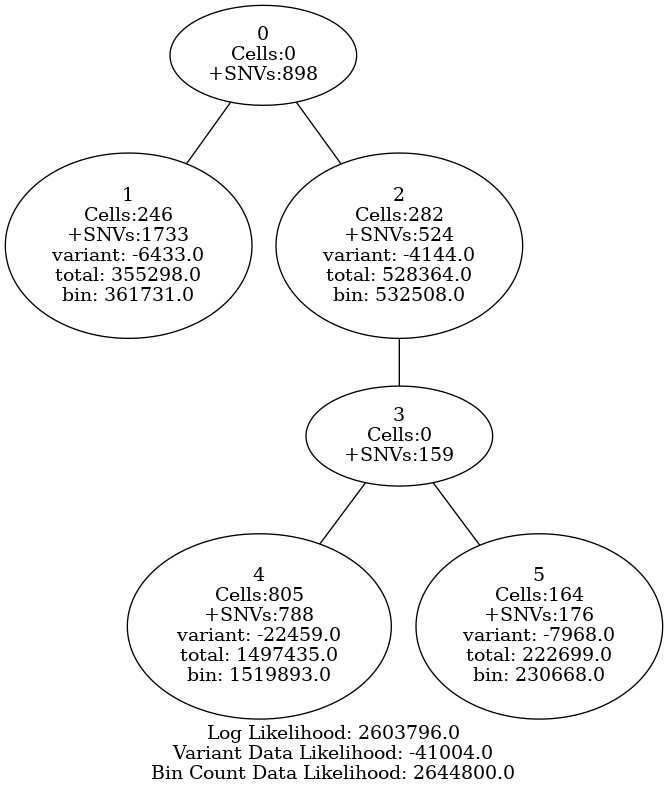 0
Cells:0
+SNVs:898
1
Cells:246
+SNVs:1733
variant: -6433.0
total: 355298.0
bin: 361731.0
2
Cells:282
+SNVs:524
variant: -4144.0
total: 528364.0
bin: 532508.0
3
Cells:0
+SNVs:159
4
Cells:805
+SNVs:788
variant: -22459.0
total: 1497435.0
bin: 1519893.0
5
Cells:164
+SNVs:176
variant: -7968.0
total: 222699.0
bin: 230668.0
Log Likelihood: 2603796.0
Variant Data Likelihood: -41004.0
Bin Count Data Likelihood: 2644800.0